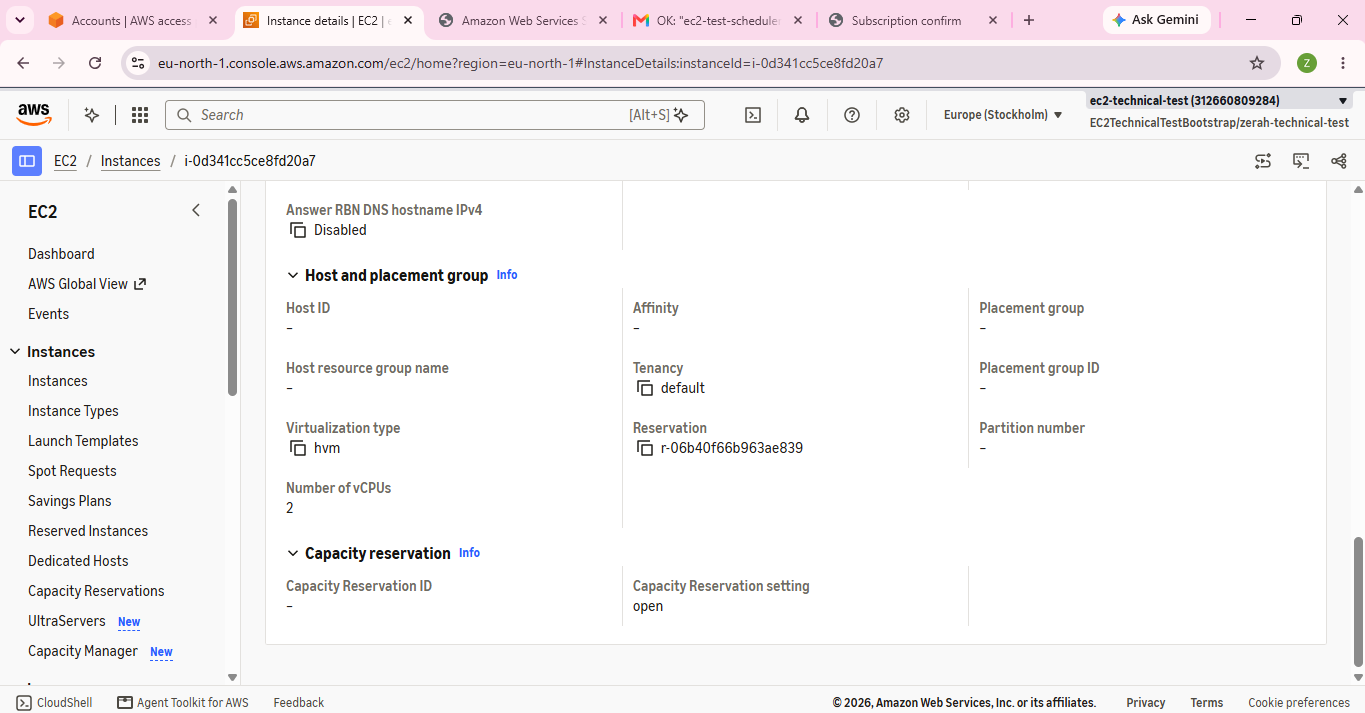 Accounts | AWS access
Instance details | EC2 | e
Amazon Web Services S
OK: "ec2-test-scheduler
Subscription confirm
Ask Gemini
eu-north-1.console.aws.amazon.com/ec2/home?region=eu-north-1#InstanceDetails:instanceId=i-0d341cc5ce8fd20a7
Z
aws
Search
[Alt+S]
Europe (Stockholm)
ec2-technical-test (312660809284)
EC2TechnicalTestBootstrap/zerah-technical-test
EC2 / Instances / i-0d341cc5ce8fd20a7
EC2
Dashboard
AWS Global View
Events
Instances
Instances
Instance Types
Launch Templates
Spot Requests
Savings Plans
Reserved Instances
Dedicated Hosts
Capacity Reservations
UltraServers New
Capacity Manager New
Answer RBN DNS hostname IPv4
Disabled
Host and placement group Info
Host ID
–
Affinity
–
Placement group
–
Host resource group name
–
Tenancy
default
Placement group ID
–
Virtualization type
hvm
Reservation
r-06b40f66b963ae839
Partition number
–
Number of vCPUs
2
Capacity reservation Info
Capacity Reservation ID
–
Capacity Reservation setting
open
CloudShell
Agent Toolkit for AWS
Feedback
© 2026, Amazon Web Services, Inc. or its affiliates.
Privacy
Terms
Cookie preferences